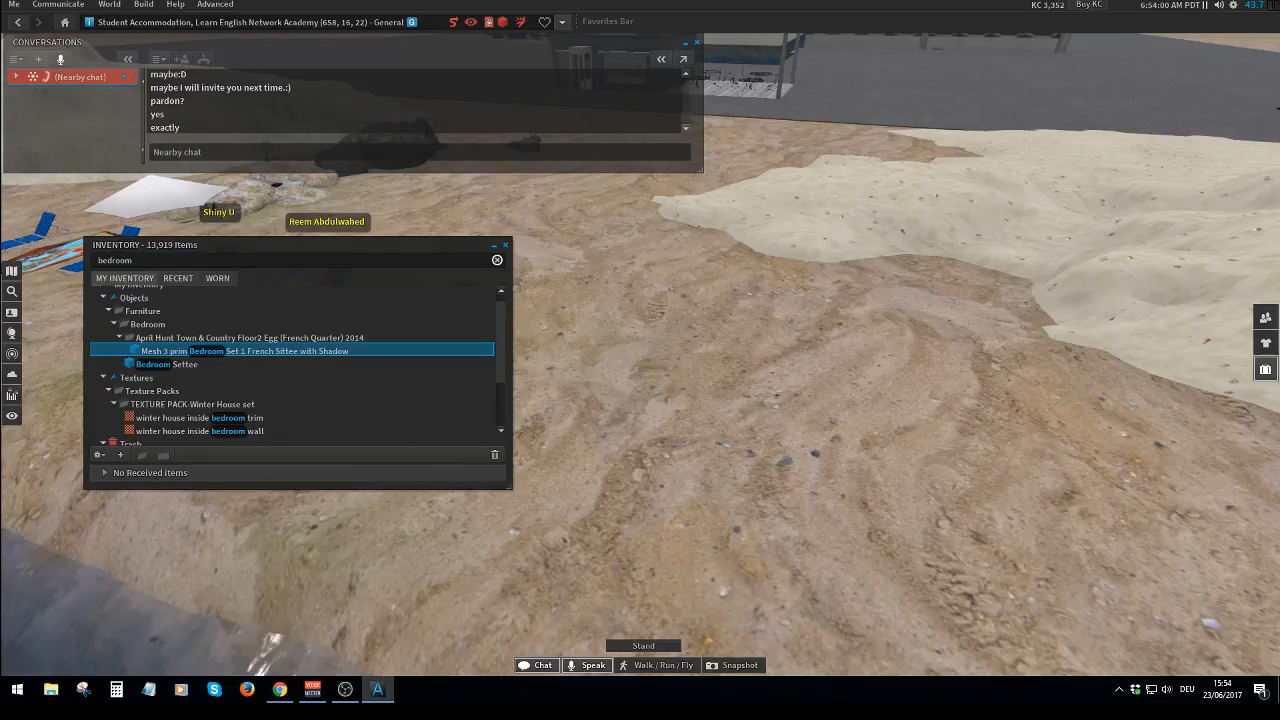 Me Communicate World Build Help Advanced KC 3,352 Buy KC 6:54:00 AM PDT 43.7
Student Accommodation, Learn English Network Academy (658, 16, 22) - General G Favorites Bar
CONVERSATIONS
(Nearby chat)
maybe:D
maybe I will invite you next time.:)
pardon?
yes
exactly
Nearby chat
Shiny U
Reem Abdulwahed
INVENTORY - 13,919 Items
bedroom
MY INVENTORY RECENT WORN
My Inventory
Objects
Furniture
Bedroom
April Hunt Town & Country Floor2 Egg (French Quarter) 2014
Mesh 3 prim Bedroom Set 1 French Sittee with Shadow
Bedroom Settee
Textures
Texture Packs
TEXTURE PACK-Winter House set
winter house inside bedroom trim
winter house inside bedroom wall
Trash
No Received items
Stand
Chat Speak Walk / Run / Fly Snapshot
DEU 15:54
23/06/2017